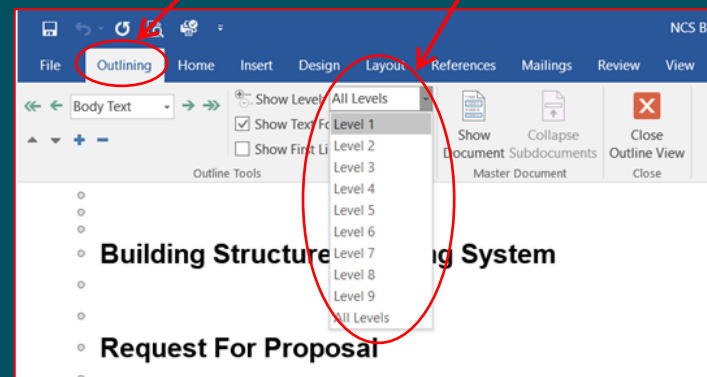 NCS B
File Outlining Home Insert Design Layout References Mailings Review View
Body Text Show Level All Levels
Show Text Fo Level 1
Show First Li Level 2
Level 3
Level 4
Level 5
Level 6
Level 7
Level 8
Level 9
All Levels
Show
Document
Collapse
Subdocuments
Close
Outline View
Outline Tools Master Document Close
Building Structure g System
Request For Proposal